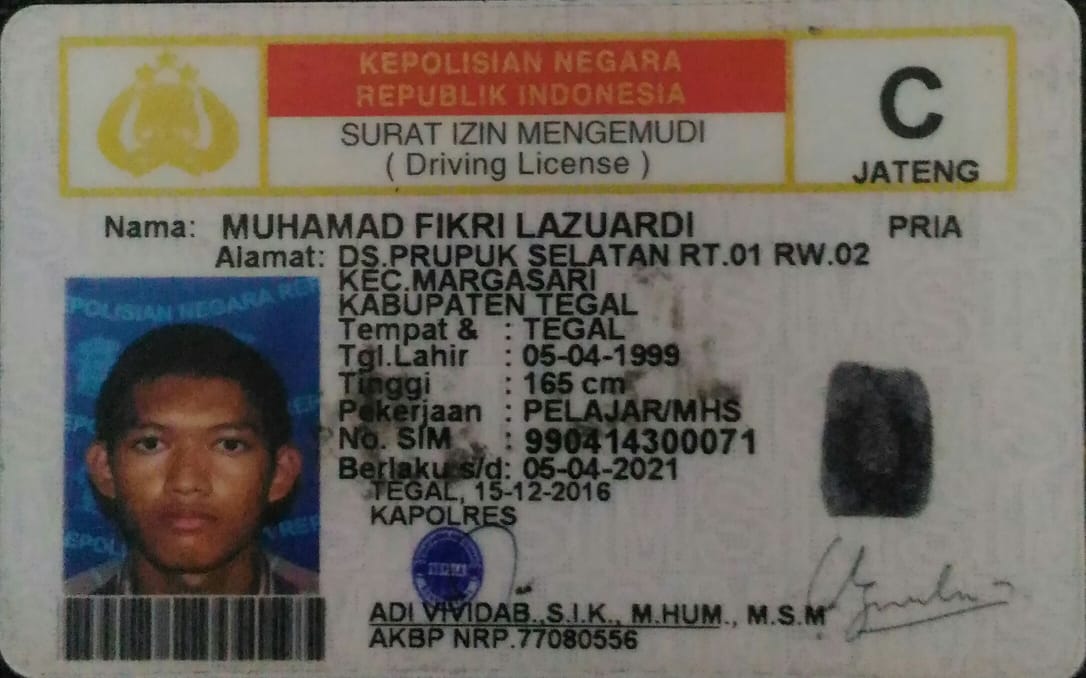 KEPOLISIAN NEGARA
REPUBLIK INDONESIA
SURAT IZIN MENGEMUDI
( Driving License )
C
JATENG
Nama: MUHAMAD FIKRI LAZUARDI PRIA
Alamat: DS.PRUPUK SELATAN RT.01 RW.02
KEC.MARGASARI
KABUPATEN TEGAL
Tempat & : TEGAL
Tgl.Lahir : 05-04-1999
Tinggi : 165 cm
Pekerjaan : PELAJAR/MHS
No. SIM : 990414300071
Berlaku s/d: 05-04-2021
TEGAL, 15-12-2016
KAPOLRES
ADI VIVIDAB.,S.I.K., M.HUM., M.S.M
AKBP NRP.77080556
POLISIAN NEGARA REP